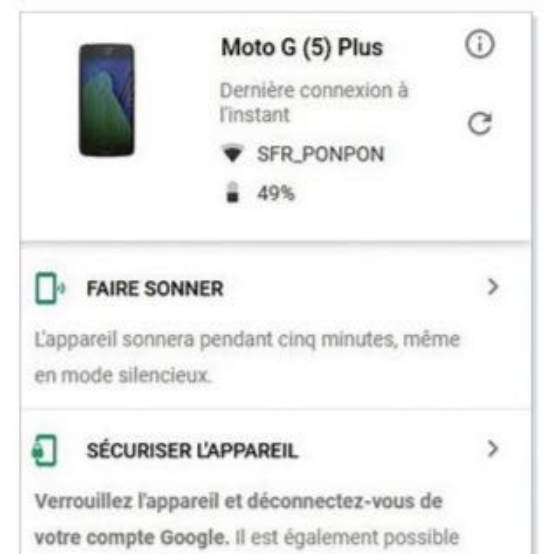 Moto G (5) Plus
Dernière connexion à
l'instant
SFR_PONPON
49%
FAIRE SONNER
L'appareil sonnera pendant cinq minutes, même
en mode silencieux.
SÉCURISER L'APPAREIL
Verrouillez l'appareil et déconnectez-vous de
votre compte Google. Il est également possible